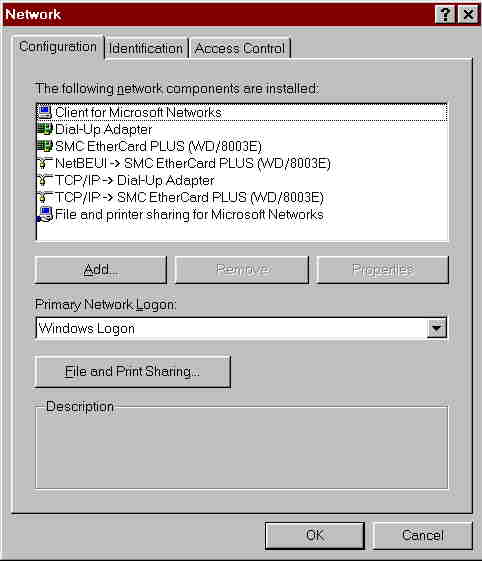 Network
Configuration Identification Access Control
The following network components are installed:
Client for Microsoft Networks
Dial-Up Adapter
SMC EtherCard PLUS (WD/8003E)
NetBEUI -> SMC EtherCard PLUS (WD/8003E)
TCP/IP -> Dial-Up Adapter
TCP/IP -> SMC EtherCard PLUS (WD/8003E)
File and printer sharing for Microsoft Networks
Add... Remove Properties
Primary Network Logon:
Windows Logon
File and Print Sharing...
Description
OK Cancel